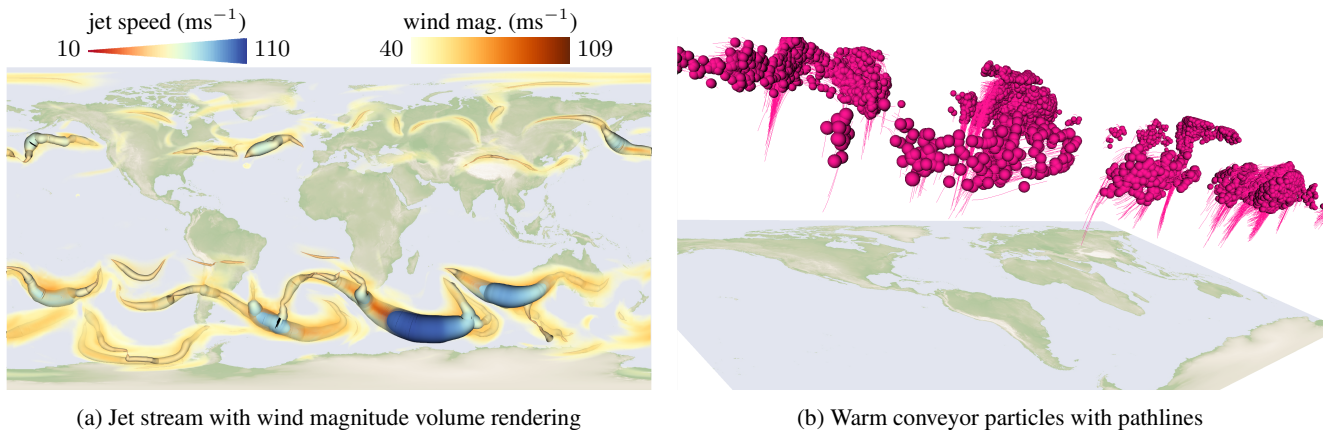 jet speed (ms⁻¹)
10 110
wind mag. (ms⁻¹)
40 109
(a) Jet stream with wind magnitude volume rendering
(b) Warm conveyor particles with pathlines